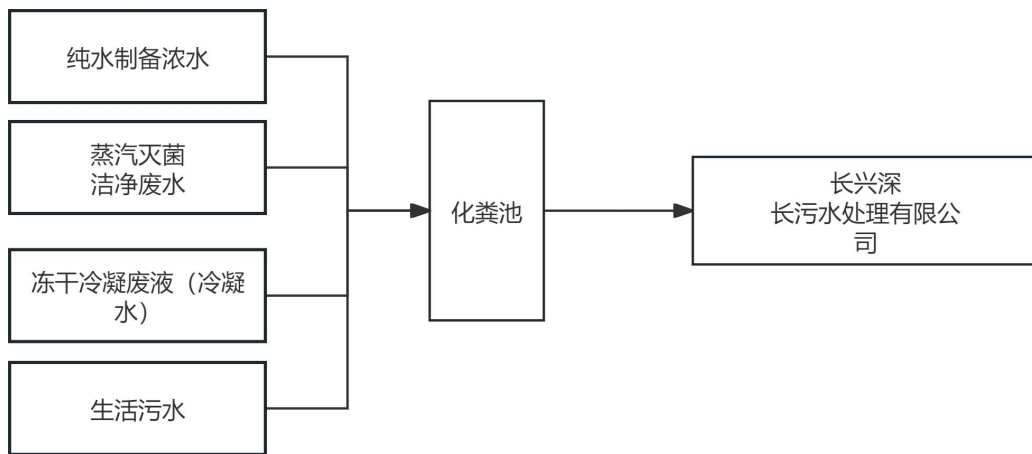 纯水制备浓水
蒸汽灭菌
洁净废水
冻干冷凝废液（冷凝
水）
生活污水
化粪池
长兴深
长污水处理有限公
司